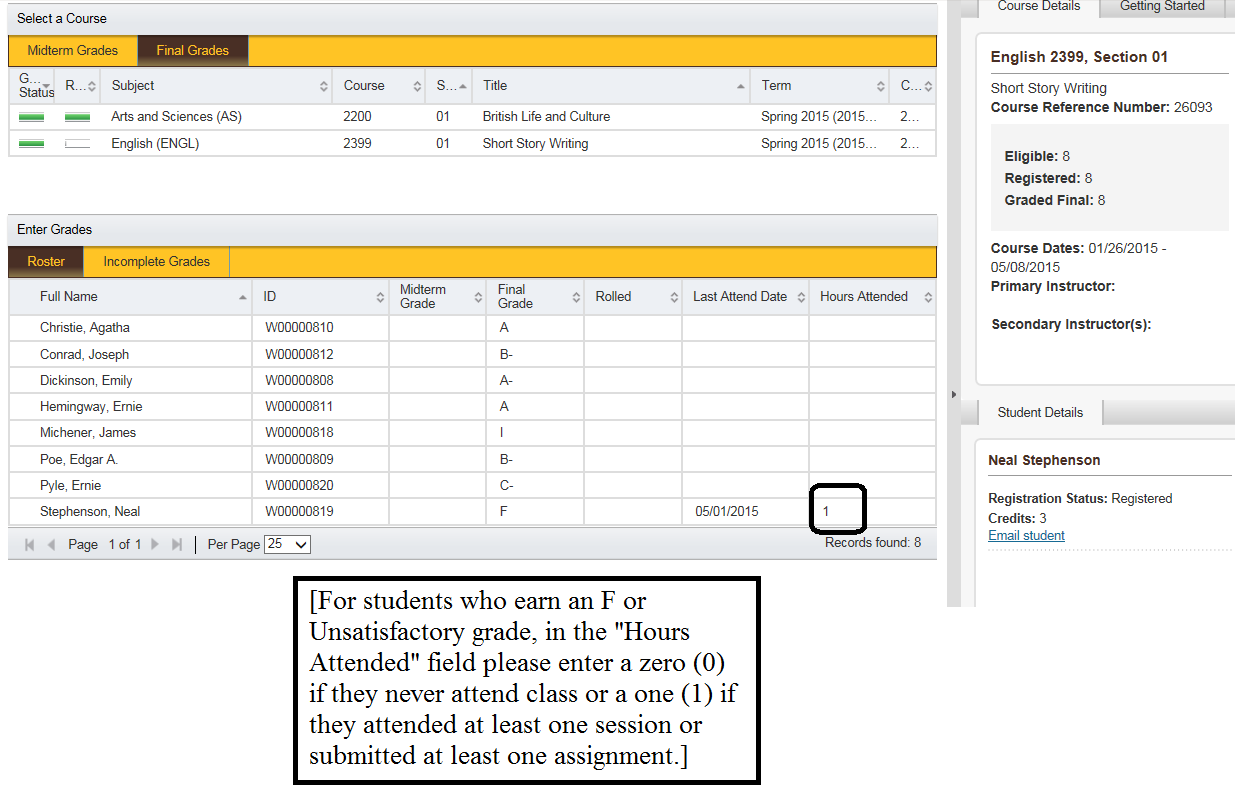 Select a Course
Midterm Grades Final Grades
G... Status R... Subject Course S... Title Term C...
Arts and Sciences (AS) 2200 01 British Life and Culture Spring 2015 (2015... 2...
English (ENGL) 2399 01 Short Story Writing Spring 2015 (2015... 2...
Enter Grades
Roster Incomplete Grades
Full Name ID Midterm Grade Final Grade Rolled Last Attend Date Hours Attended
Christie, Agatha W00000810 A
Conrad, Joseph W00000812 B-
Dickinson, Emily W00000808 A-
Hemingway, Ernie W00000811 A
Michener, James W00000818 I
Poe, Edgar A. W00000809 B-
Pyle, Ernie W00000820 C-
Stephenson, Neal W00000819 F 05/01/2015 1
Page 1 of 1 Per Page 25 Records found: 8
[For students who earn an F or
Unsatisfactory grade, in the "Hours
Attended" field please enter a zero (0)
if they never attend class or a one (1) if
they attended at least one session or
submitted at least one assignment.]
Course Details Getting Started
English 2399, Section 01
Short Story Writing
Course Reference Number: 26093
Eligible: 8
Registered: 8
Graded Final: 8
Course Dates: 01/26/2015 -
05/08/2015
Primary Instructor:
Secondary Instructor(s):
Student Details
Neal Stephenson
Registration Status: Registered
Credits: 3
Email student